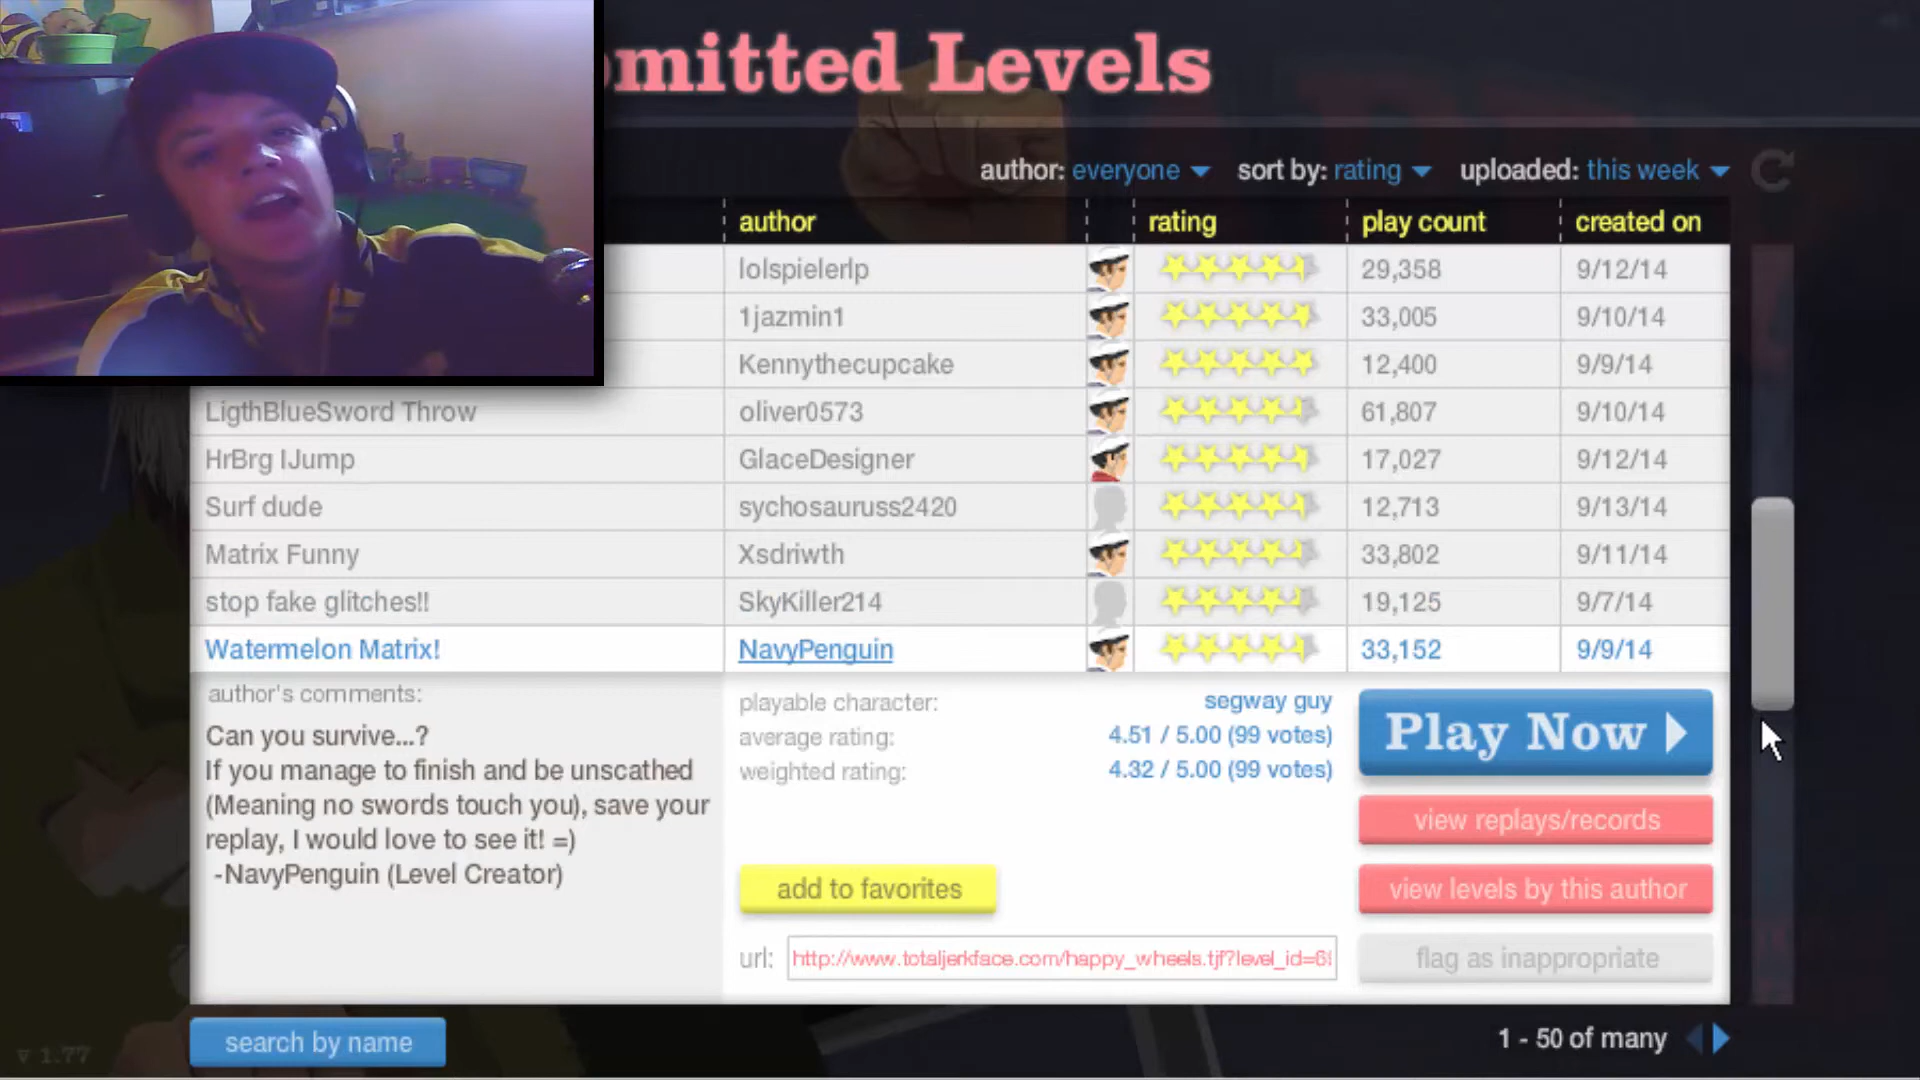 mitted Levels
author: everyone sort by: rating uploaded: this week
author rating play count created on
lolspielerlp 29,358 9/12/14
1jazmin1 33,005 9/10/14
Kennythecupcake 12,400 9/9/14
LigthBlueSword Throw oliver0573 61,807 9/10/14
HrBrg IJump GlaceDesigner 17,027 9/12/14
Surf dude sychosauruss2420 12,713 9/13/14
Matrix Funny Xsdriwth 33,802 9/11/14
stop fake glitches!! SkyKiller214 19,125 9/7/14
Watermelon Matrix! NavyPenguin 33,152 9/9/14
author's comments:
Can you survive...?
If you manage to finish and be unscathed
(Meaning no swords touch you), save your
replay, I would love to see it! =)
-NavyPenguin (Level Creator)
playable character: segway guy
average rating: 4.51 / 5.00 (99 votes)
weighted rating: 4.32 / 5.00 (99 votes)
add to favorites
url: http://www.totaljerkface.com/happy_wheels.tjf?level_id=6
Play Now
view replays/records
view levels by this author
flag as inappropriate
search by name
1 - 50 of many
v 1.77